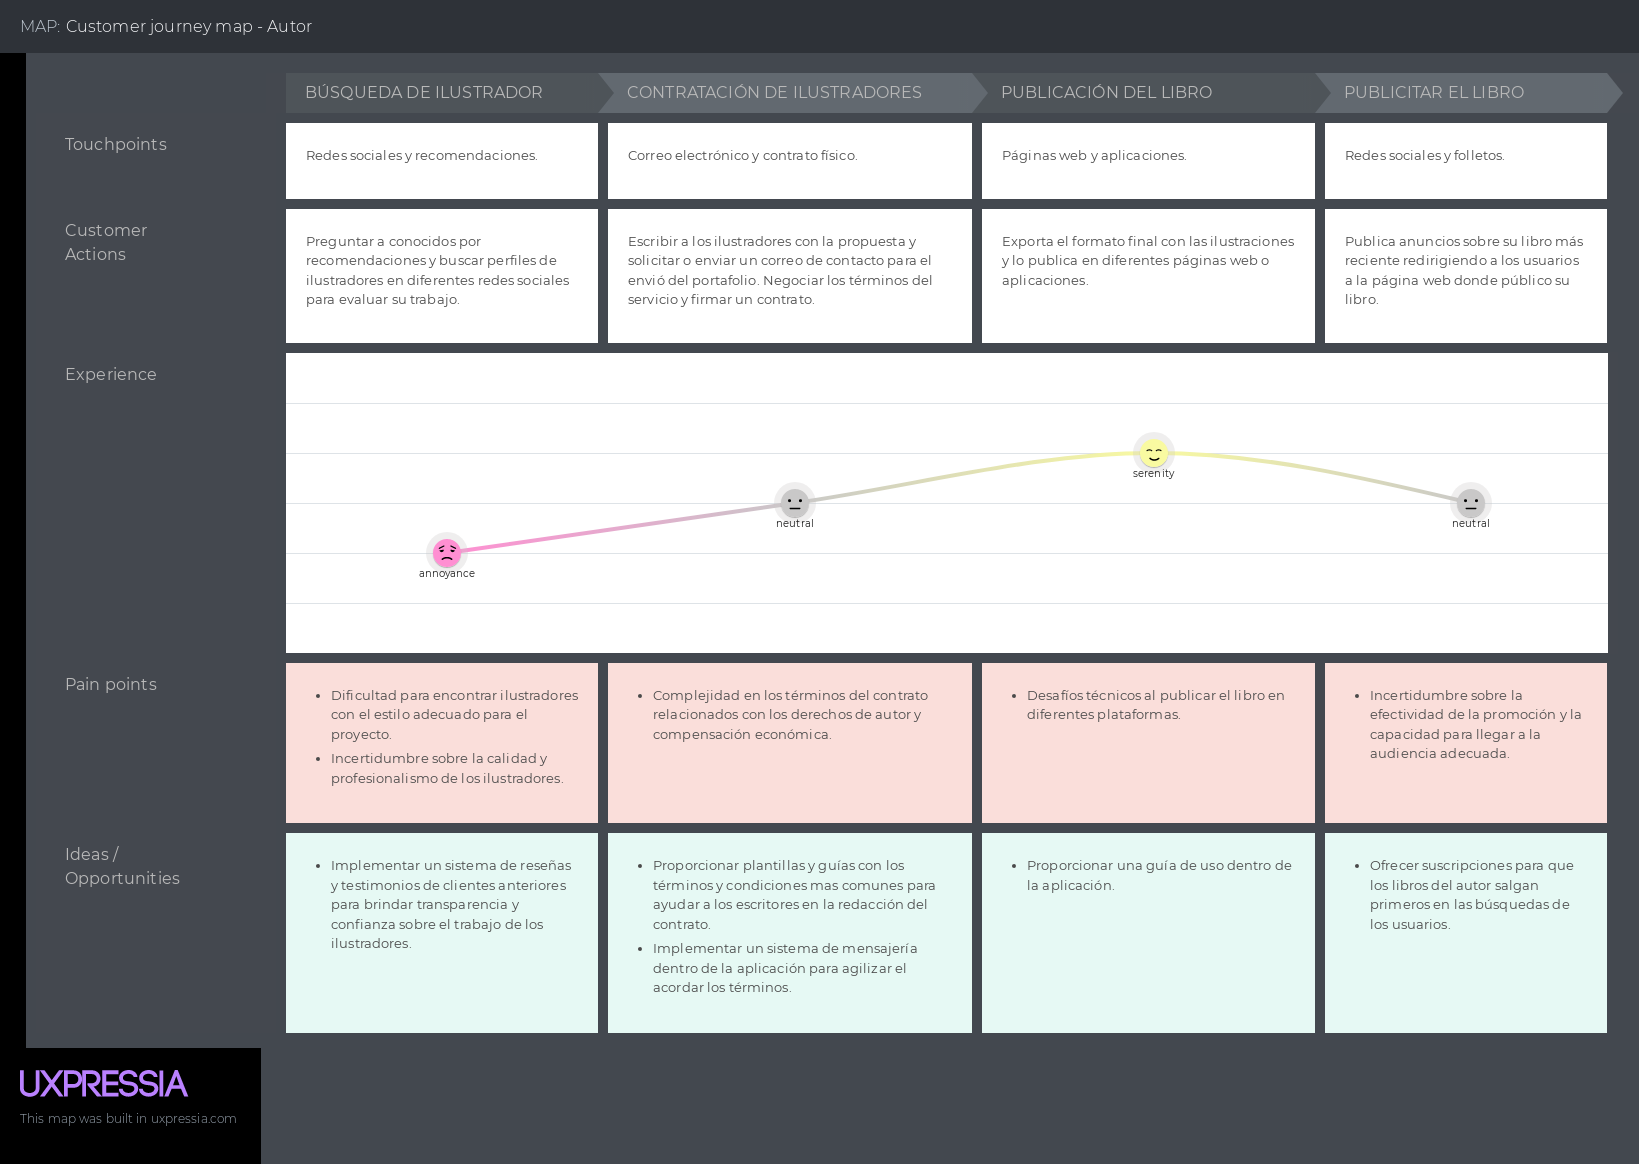 MAP: Customer journey map - Autor
BÚSQUEDA DE ILUSTRADOR
CONTRATACIÓN DE ILUSTRADORES
PUBLICACIÓN DEL LIBRO
PUBLICITAR EL LIBRO
Touchpoints
Redes sociales y recomendaciones.
Correo electrónico y contrato físico.
Páginas web y aplicaciones.
Redes sociales y folletos.
Customer
Actions
Preguntar a conocidos por
recomendaciones y buscar perfiles de
ilustradores en diferentes redes sociales
para evaluar su trabajo.
Escribir a los ilustradores con la propuesta y
solicitar o enviar un correo de contacto para el
envió del portafolio. Negociar los términos del
servicio y firmar un contrato.
Exporta el formato final con las ilustraciones
y lo publica en diferentes páginas web o
aplicaciones.
Publica anuncios sobre su libro más
reciente redirigiendo a los usuarios
a la página web donde público su
libro.
Experience
annoyance
neutral
serenity
neutral
Pain points
• Dificultad para encontrar ilustradores
con el estilo adecuado para el
proyecto.
• Incertidumbre sobre la calidad y
profesionalismo de los ilustradores.
• Complejidad en los términos del contrato
relacionados con los derechos de autor y
compensación económica.
• Desafíos técnicos al publicar el libro en
diferentes plataformas.
• Incertidumbre sobre la
efectividad de la promoción y la
capacidad para llegar a la
audiencia adecuada.
Ideas /
Opportunities
• Implementar un sistema de reseñas
y testimonios de clientes anteriores
para brindar transparencia y
confianza sobre el trabajo de los
ilustradores.
• Proporcionar plantillas y guías con los
términos y condiciones mas comunes para
ayudar a los escritores en la redacción del
contrato.
• Implementar un sistema de mensajería
dentro de la aplicación para agilizar el
acordar los términos.
• Proporcionar una guía de uso dentro de
la aplicación.
• Ofrecer suscripciones para que
los libros del autor salgan
primeros en las búsquedas de
los usuarios.
UXPRESSIA
This map was built in uxpressia.com